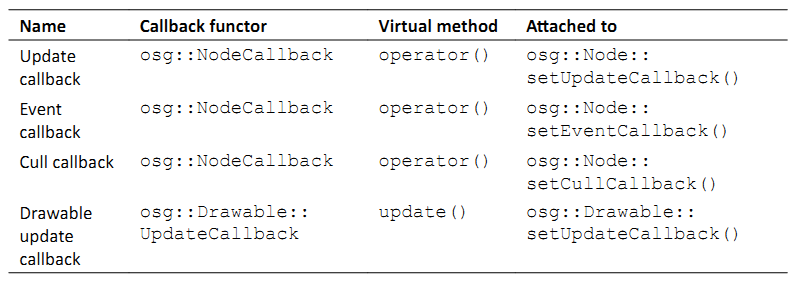 Name Callback functor Virtual method Attached to
Update callback osg::NodeCallback operator() osg::Node::setUpdateCallback()
Event callback osg::NodeCallback operator() osg::Node::setEventCallback()
Cull callback osg::NodeCallback operator() osg::Node::setCullCallback()
Drawable update callback osg::Drawable::UpdateCallback update() osg::Drawable::setUpdateCallback()